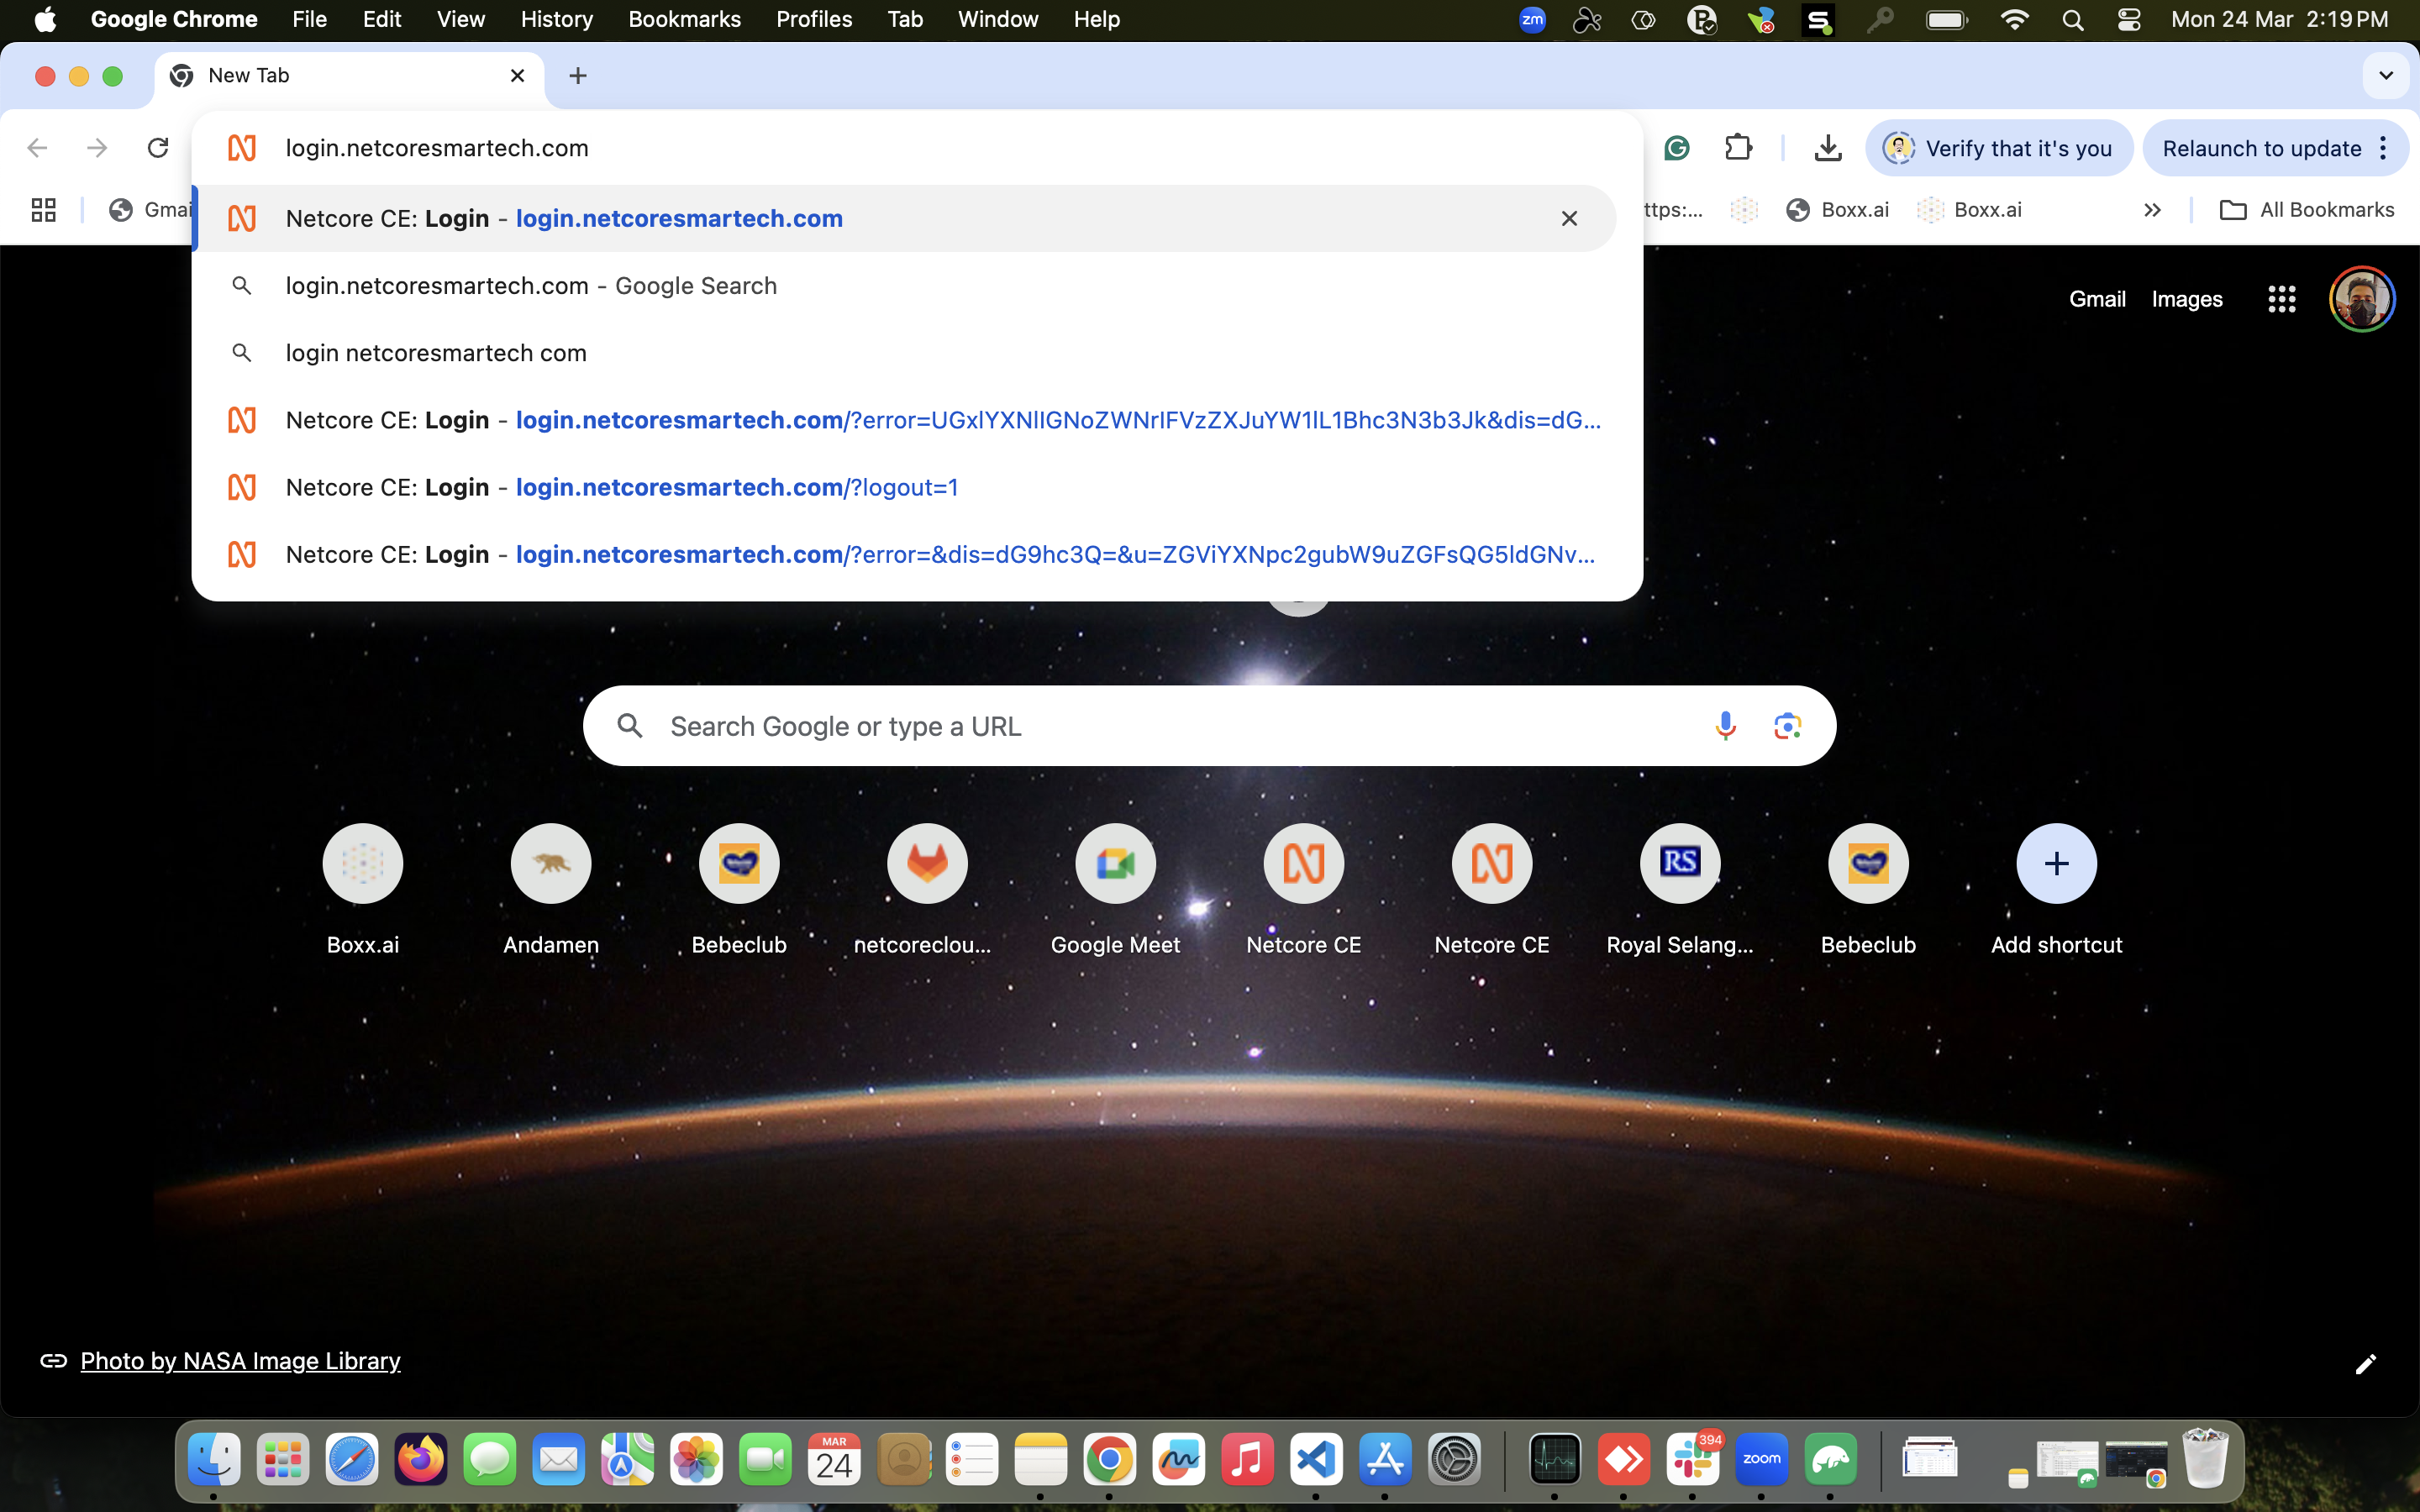 Google Chrome File Edit View History Bookmarks Profiles Tab Window Help zm Mon 24 Mar 2:19 PM
New Tab
login.netcoresmartech.com
Verify that it's you
Relaunch to update
Netcore CE: Login - login.netcoresmartech.com
Gmai
ttps:...
Boxx.ai
Boxx.ai
All Bookmarks
login.netcoresmartech.com - Google Search
Gmail Images
login netcoresmartech com
Netcore CE: Login - login.netcoresmartech.com/?error=UGxlYXNlIGNoZWNrIFVzZXJuYW1lL1Bhc3N3b3Jk&dis=dG...
Netcore CE: Login - login.netcoresmartech.com/?logout=1
Netcore CE: Login - login.netcoresmartech.com/?error=&dis=dG9hc3Q=&u=ZGViYXNpc2gubW9uZGFsQG5ldGNv...
Search Google or type a URL
RS
Boxx.ai
Andamen
Bebeclub
netcoreclou...
Google Meet
Netcore CE
Netcore CE
Royal Selang...
Bebeclub
Add shortcut
Photo by NASA Image Library
MAR
24
394
zoom